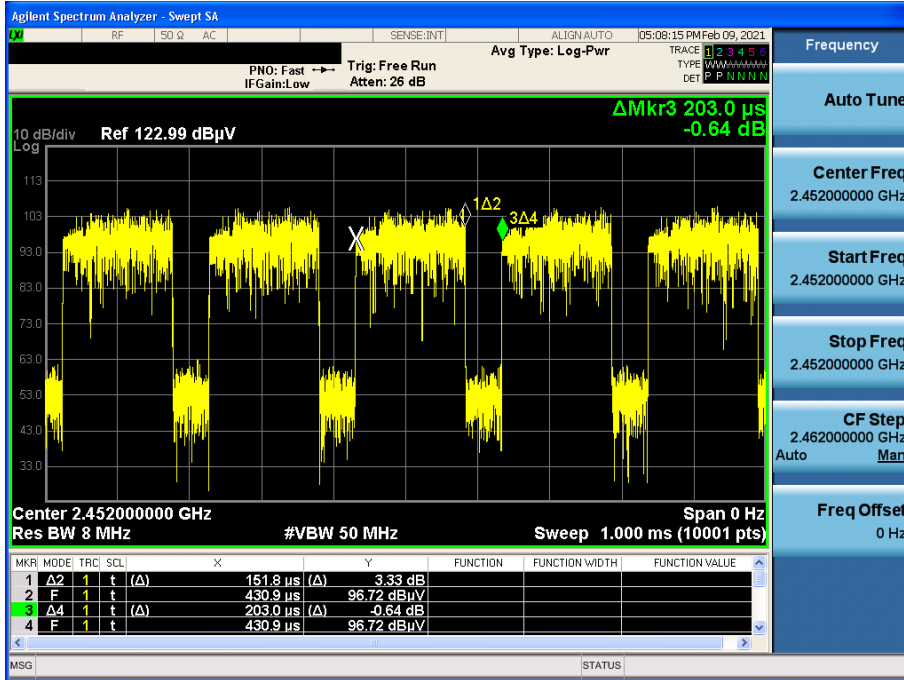 Agilent Spectrum Analyzer - Swept SA
LXI RF 50 Ω AC SENSE:INT ALIGN AUTO 05:08:15 PM Feb 09, 2021
Frequency
Avg Type: Log-Pwr
TRACE 1 2 3 4 5 6
PNO: Fast Trig: Free Run
TYPE WWWWWW
IFGain:Low Atten: 26 dB
DET P P N N N N
Auto Tune
ΔMkr3 203.0 µs
-0.64 dB
10 dB/div Ref 122.99 dBµV
Log
113
103
93.0
83.0
73.0
63.0
53.0
43.0
33.0
1Δ2
3Δ4
X
Center Freq
2.452000000 GHz
Start Freq
2.452000000 GHz
Stop Freq
2.452000000 GHz
CF Step
2.462000000 GHz
Auto Man
Freq Offset
0 Hz
Center 2.452000000 GHz Span 0 Hz
Res BW 8 MHz #VBW 50 MHz Sweep 1.000 ms (10001 pts)
MKR MODE TRC SCL X Y FUNCTION FUNCTION WIDTH FUNCTION VALUE
1 Δ2 1 t (Δ) 151.8 µs (Δ) 3.33 dB
2 F 1 t 430.9 µs 96.72 dBµV
3 Δ4 1 t (Δ) 203.0 µs (Δ) -0.64 dB
4 F 1 t 430.9 µs 96.72 dBµV
MSG STATUS